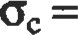 σc =